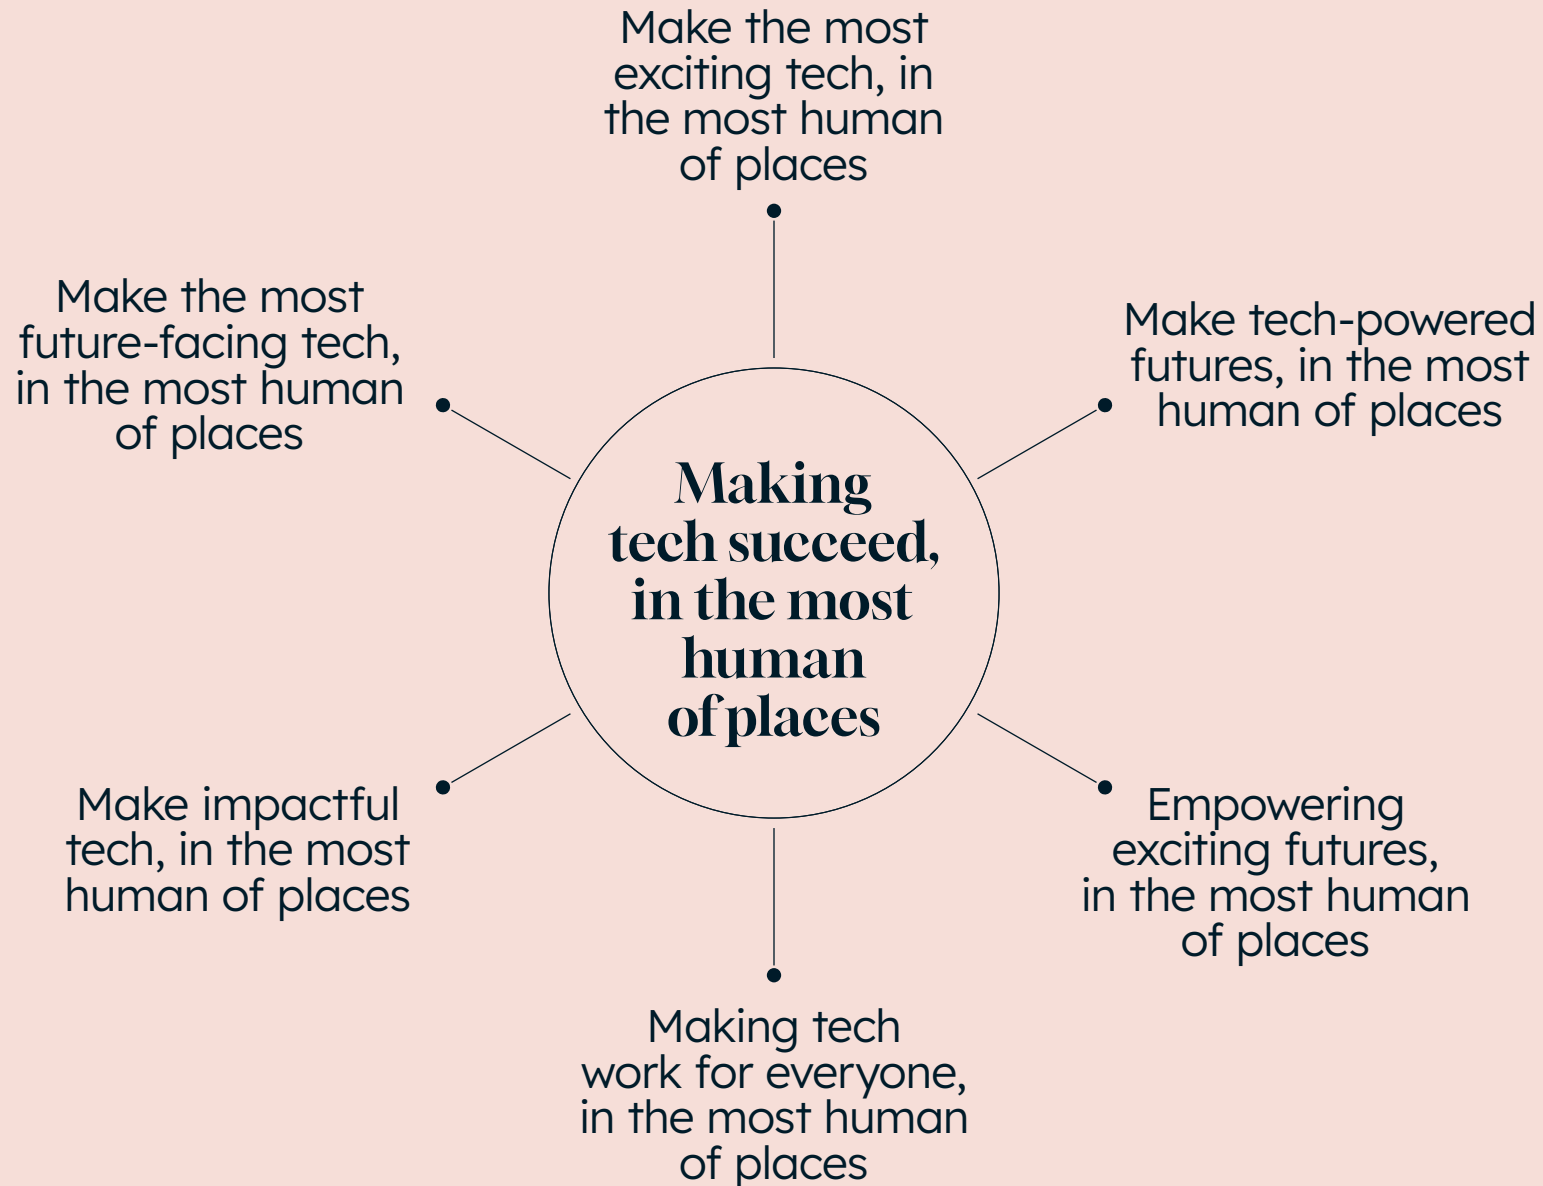 Make the most
exciting tech, in
the most human
of places
Make the most
future-facing tech,
in the most human
of places
Make tech-powered
futures, in the most
human of places
Making
tech succeed,
in the most
human
of places
Make impactful
tech, in the most
human of places
Empowering
exciting futures,
in the most human
of places
Making tech
work for everyone,
in the most human
of places